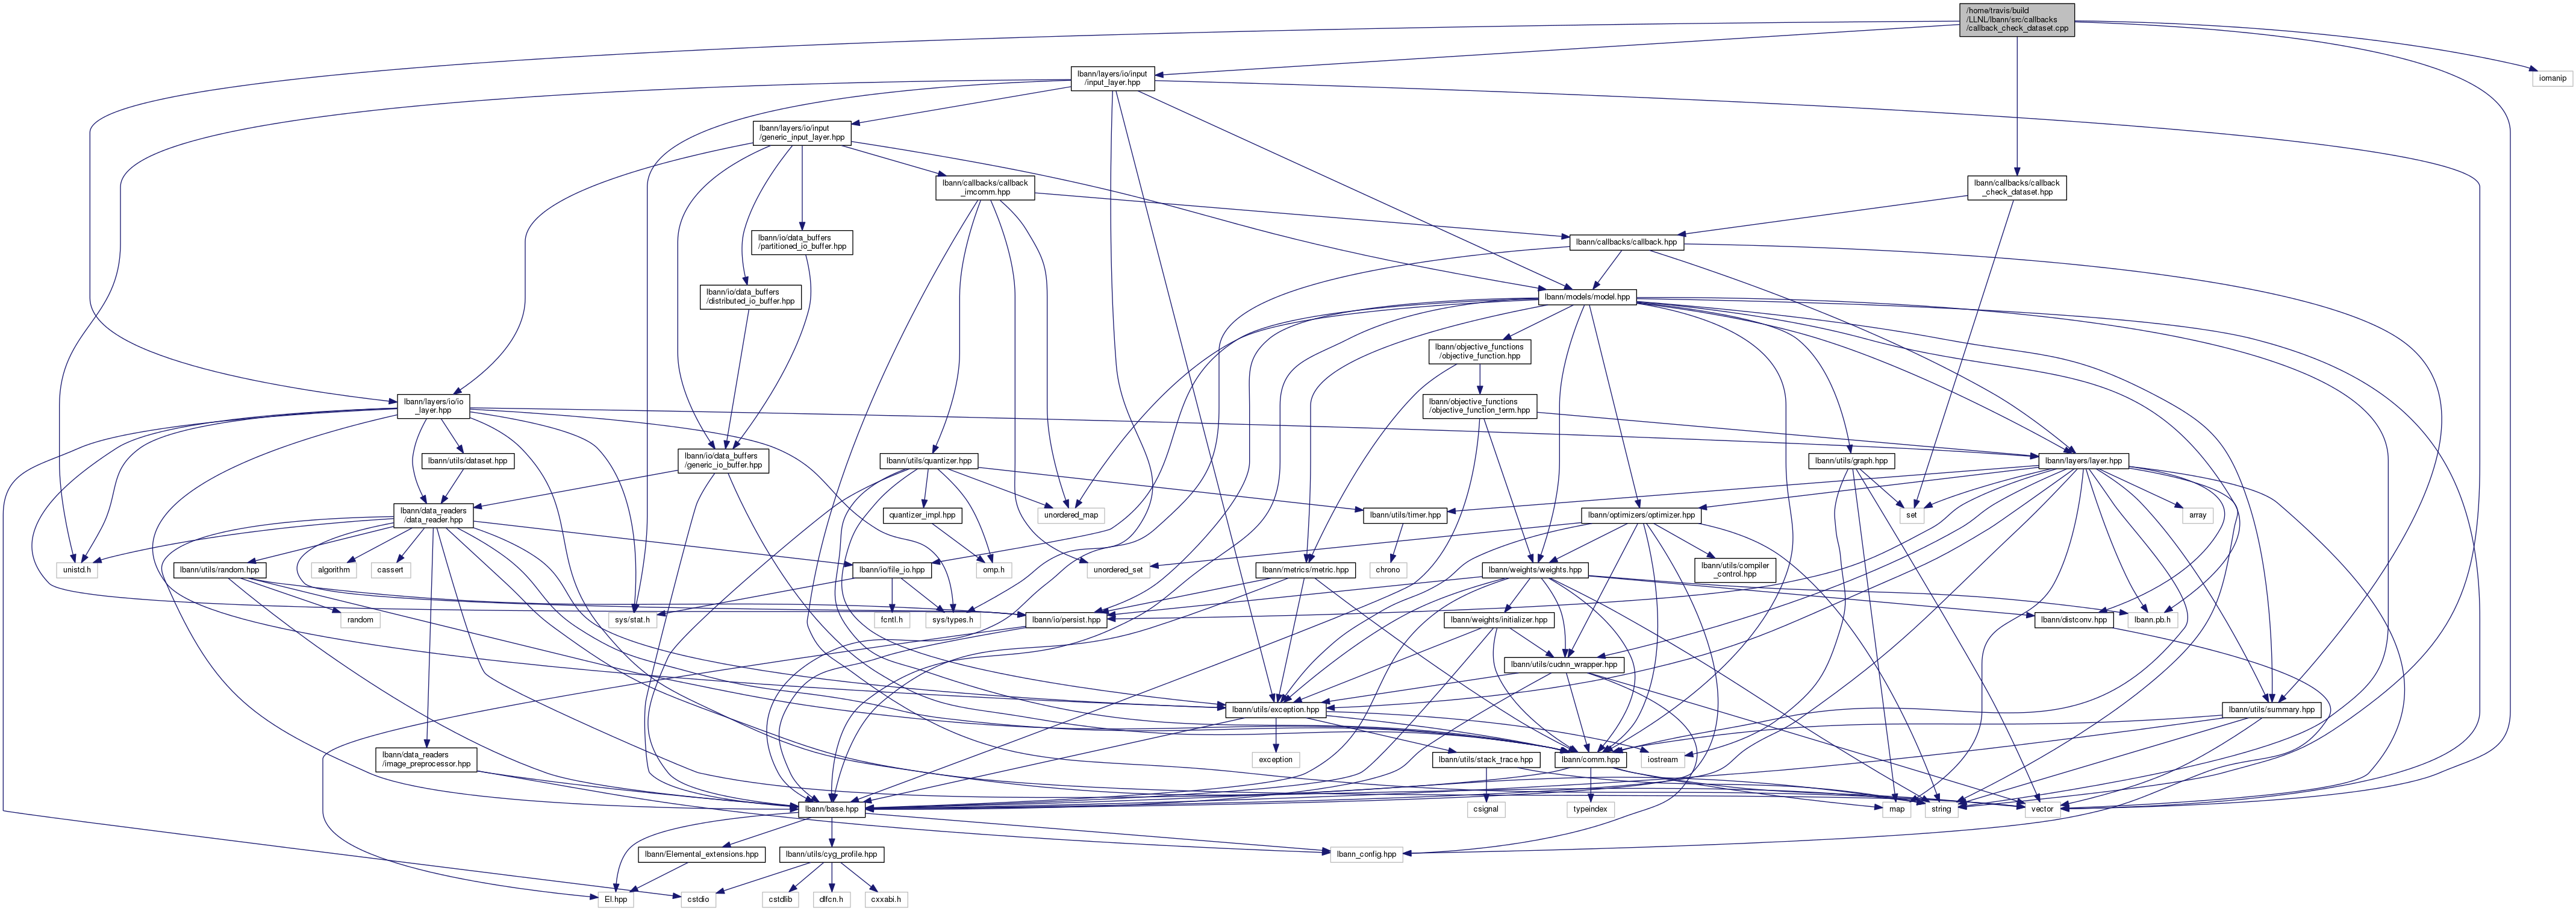 /home/travis/build
/LLNL/lbann/src/callbacks
/callback_check_dataset.cpp
lbann/layers/io/input
/input_layer.hpp
iomanip
lbann/layers/io/input
/generic_input_layer.hpp
lbann/callbacks/callback
_imcomm.hpp
lbann/callbacks/callback
_check_dataset.hpp
lbann/io/data_buffers
/partitioned_io_buffer.hpp
lbann/callbacks/callback.hpp
lbann/io/data_buffers
/distributed_io_buffer.hpp
lbann/models/model.hpp
lbann/objective_functions
/objective_function.hpp
lbann/layers/io/io
_layer.hpp
lbann/objective_functions
/objective_function_term.hpp
lbann/utils/dataset.hpp
lbann/io/data_buffers
/generic_io_buffer.hpp
lbann/utils/quantizer.hpp
lbann/utils/graph.hpp
lbann/layers/layer.hpp
lbann/data_readers
/data_reader.hpp
quantizer_impl.hpp
unordered_map
lbann/utils/timer.hpp
lbann/optimizers/optimizer.hpp
set
array
unistd.h
lbann/utils/random.hpp
algorithm
cassert
lbann/io/file_io.hpp
omp.h
unordered_set
lbann/metrics/metric.hpp
chrono
lbann/weights/weights.hpp
lbann/utils/compiler
_control.hpp
random
sys/stat.h
fcntl.h
sys/types.h
lbann/io/persist.hpp
lbann/weights/initializer.hpp
lbann/distconv.hpp
lbann.pb.h
lbann/utils/cudnn_wrapper.hpp
lbann/utils/exception.hpp
lbann/utils/summary.hpp
lbann/data_readers
/image_preprocessor.hpp
exception
lbann/utils/stack_trace.hpp
lbann/comm.hpp
iostream
lbann/base.hpp
csignal
typeindex
map
string
vector
lbann/Elemental_extensions.hpp
lbann/utils/cyg_profile.hpp
lbann_config.hpp
El.hpp
cstdio
cstdlib
dlfcn.h
cxxabi.h